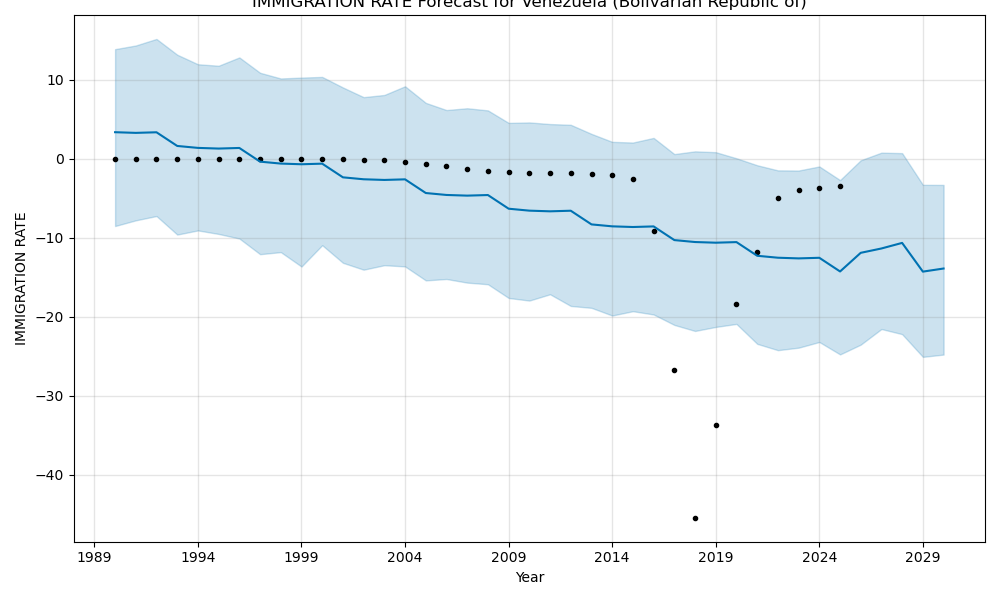 IMMIGRATION RATE Forecast for Venezuela (Bolivarian Republic of)
10
0
−10
−20
−30
−40
IMMIGRATION RATE
1989 1994 1999 2004 2009 2014 2019 2024 2029
Year